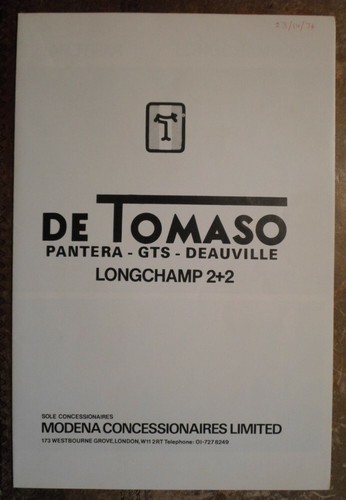 DE TOMASO
PANTERA - GTS - DEAUVILLE
LONGCHAMP 2+2
SOLE CONCESSIONAIRES
MODENA CONCESSIONAIRES LIMITED
173 WESTBOURNE GROVE, LONDON, W11 2RT Telephone: 01-727 6249